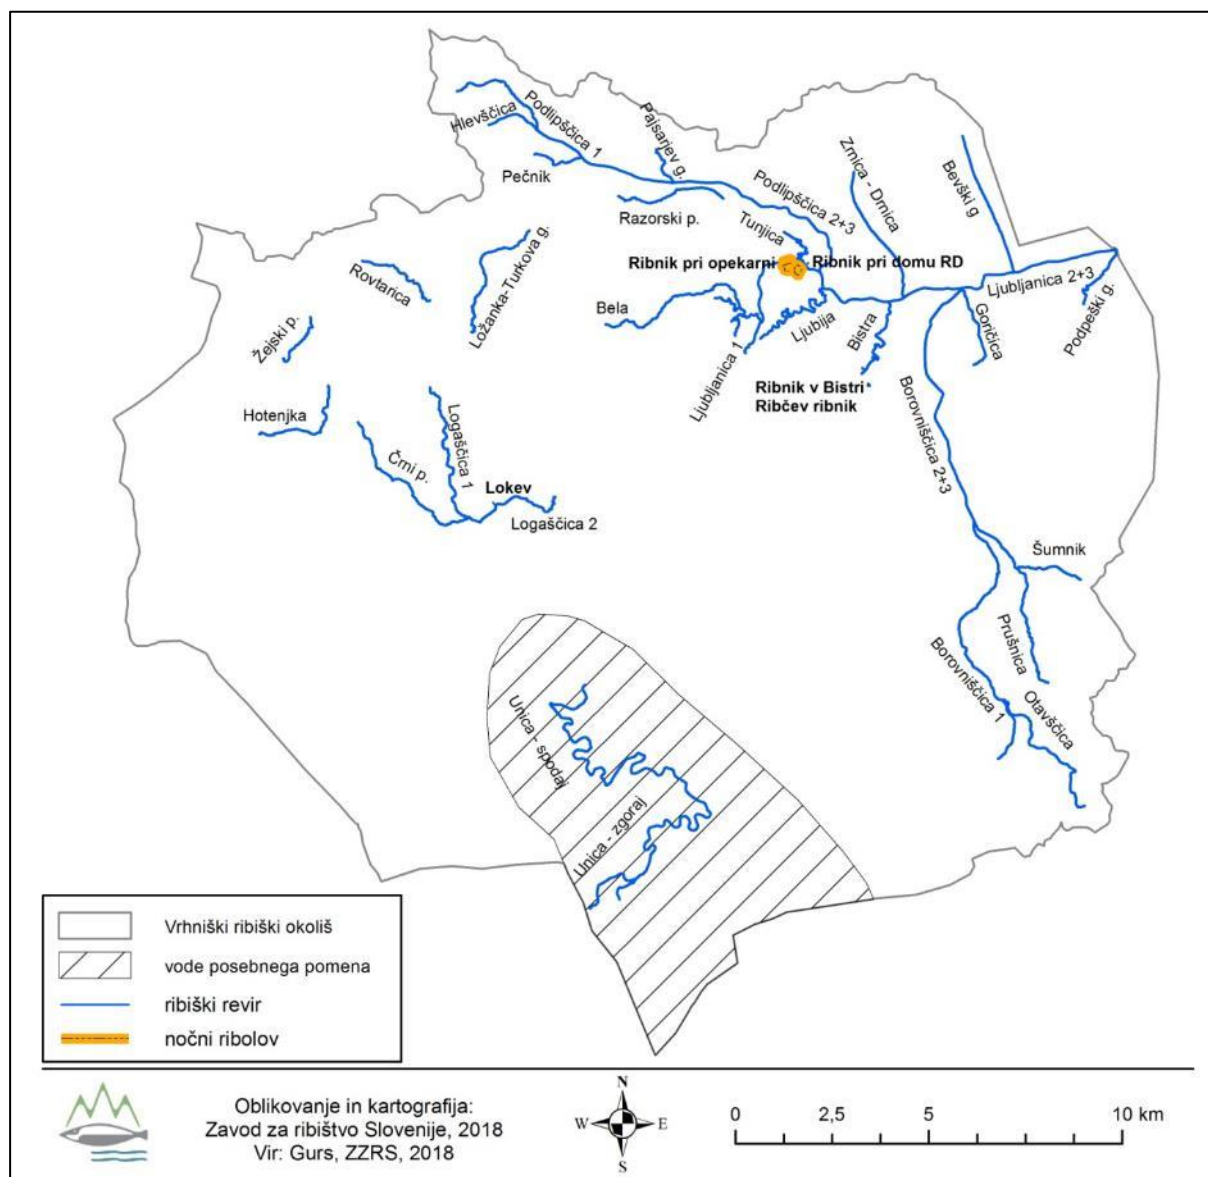 Hlevščica
Podlipščica 1
Pajsarjev g.
Pečnik
Razorski p.
Podlipščica 2+3
Zrnica - Drnica
Bevški g
Tunjica
Ribnik pri opekarni
Ribnik pri domu RD
Rovtarica
Ložanka-Turkova g.
Bela
Ljubija
Bistra
Ljubljanica 2+3
Goričica
Podpeški g.
Žejski p.
Ljubljanica 1
Ribnik v Bistri
Ribčev ribnik
Hotenjka
Črni p.
Logaščica 1
Lokev
Logaščica 2
Borovniščica 2+3
Šumnik
Prušnica
Borovniščica 1
Otavščica
Unica - spodaj
Unica - zgoraj
Vrhniški ribiški okoliš
vode posebnega pomena
ribiški revir
nočni ribolov
Oblikovanje in kartografija:
Zavod za ribištvo Slovenije, 2018
Vir: Gurs, ZZRS, 2018
N
W E
S
0 2,5 5 10 km